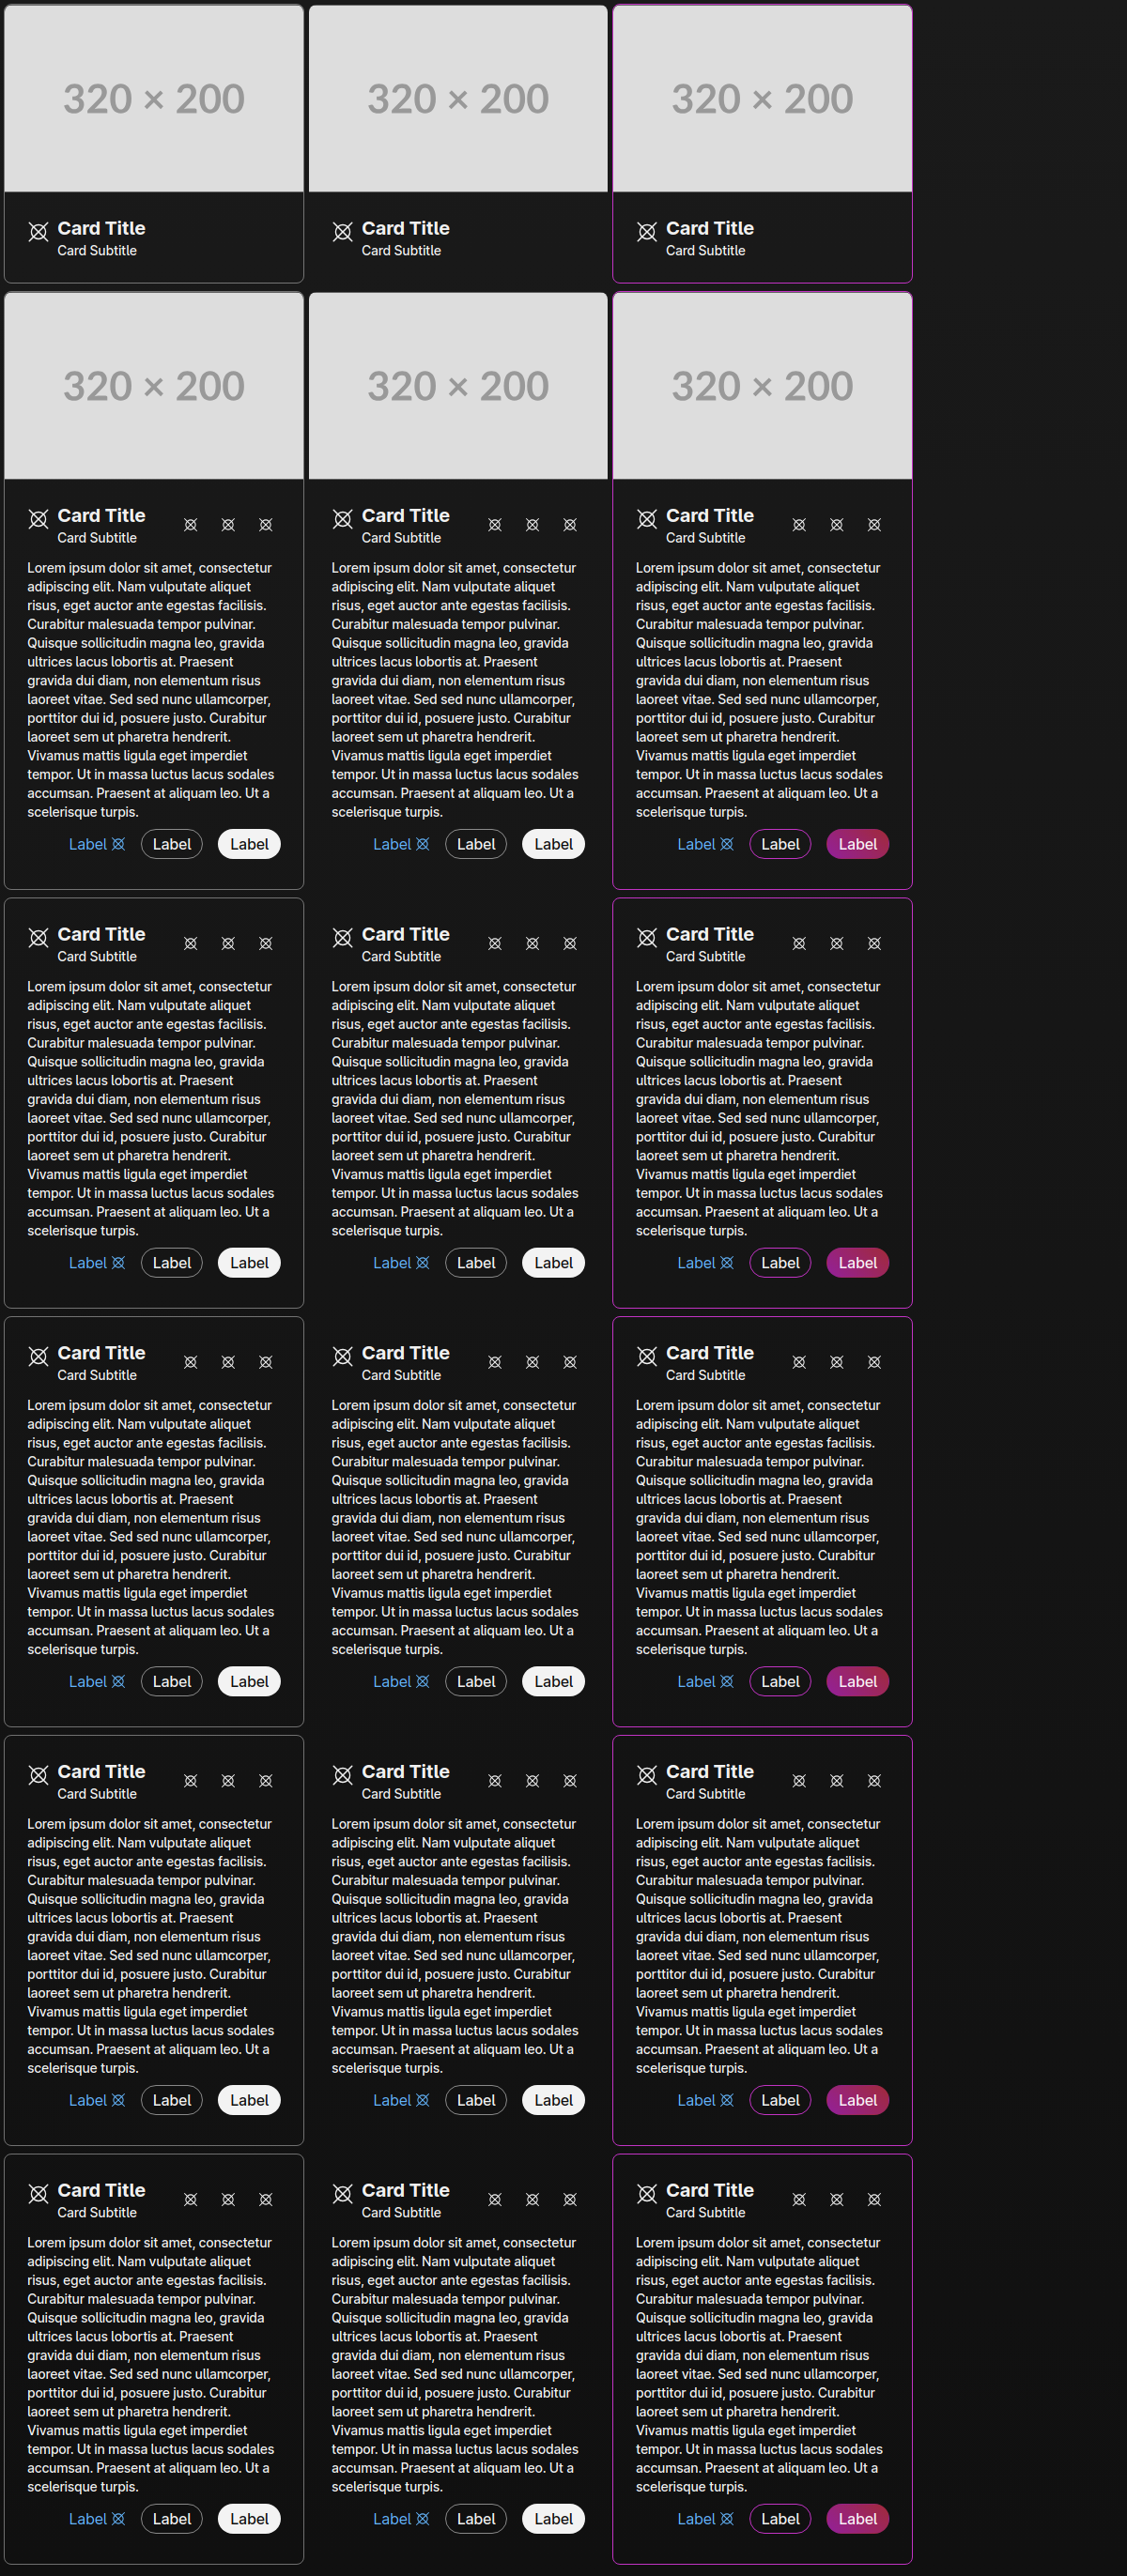 320 × 200
320 × 200
320 × 200
Card Title
Card Subtitle
Card Title
Card Subtitle
Card Title
Card Subtitle
320 × 200
320 × 200
320 × 200
Card Title
Card Subtitle
Lorem ipsum dolor sit amet, consectetur
adipiscing elit. Nam vulputate aliquet
risus, eget auctor ante egestas facilisis.
Curabitur malesuada tempor pulvinar.
Quisque sollicitudin magna leo, gravida
ultrices lacus lobortis at. Praesent
gravida dui diam, non elementum risus
laoreet vitae. Sed sed nunc ullamcorper,
porttitor dui id, posuere justo. Curabitur
laoreet sem ut pharetra hendrerit.
Vivamus mattis ligula eget imperdiet
tempor. Ut in massa luctus lacus sodales
accumsan. Praesent at aliquam leo. Ut a
scelerisque turpis.
Label Label Label
Card Title
Card Subtitle
Lorem ipsum dolor sit amet, consectetur
adipiscing elit. Nam vulputate aliquet
risus, eget auctor ante egestas facilisis.
Curabitur malesuada tempor pulvinar.
Quisque sollicitudin magna leo, gravida
ultrices lacus lobortis at. Praesent
gravida dui diam, non elementum risus
laoreet vitae. Sed sed nunc ullamcorper,
porttitor dui id, posuere justo. Curabitur
laoreet sem ut pharetra hendrerit.
Vivamus mattis ligula eget imperdiet
tempor. Ut in massa luctus lacus sodales
accumsan. Praesent at aliquam leo. Ut a
scelerisque turpis.
Label Label Label
Card Title
Card Subtitle
Lorem ipsum dolor sit amet, consectetur
adipiscing elit. Nam vulputate aliquet
risus, eget auctor ante egestas facilisis.
Curabitur malesuada tempor pulvinar.
Quisque sollicitudin magna leo, gravida
ultrices lacus lobortis at. Praesent
gravida dui diam, non elementum risus
laoreet vitae. Sed sed nunc ullamcorper,
porttitor dui id, posuere justo. Curabitur
laoreet sem ut pharetra hendrerit.
Vivamus mattis ligula eget imperdiet
tempor. Ut in massa luctus lacus sodales
accumsan. Praesent at aliquam leo. Ut a
scelerisque turpis.
Label Label Label
Card Title
Card Subtitle
Lorem ipsum dolor sit amet, consectetur
adipiscing elit. Nam vulputate aliquet
risus, eget auctor ante egestas facilisis.
Curabitur malesuada tempor pulvinar.
Quisque sollicitudin magna leo, gravida
ultrices lacus lobortis at. Praesent
gravida dui diam, non elementum risus
laoreet vitae. Sed sed nunc ullamcorper,
porttitor dui id, posuere justo. Curabitur
laoreet sem ut pharetra hendrerit.
Vivamus mattis ligula eget imperdiet
tempor. Ut in massa luctus lacus sodales
accumsan. Praesent at aliquam leo. Ut a
scelerisque turpis.
Label Label Label
Card Title
Card Subtitle
Lorem ipsum dolor sit amet, consectetur
adipiscing elit. Nam vulputate aliquet
risus, eget auctor ante egestas facilisis.
Curabitur malesuada tempor pulvinar.
Quisque sollicitudin magna leo, gravida
ultrices lacus lobortis at. Praesent
gravida dui diam, non elementum risus
laoreet vitae. Sed sed nunc ullamcorper,
porttitor dui id, posuere justo. Curabitur
laoreet sem ut pharetra hendrerit.
Vivamus mattis ligula eget imperdiet
tempor. Ut in massa luctus lacus sodales
accumsan. Praesent at aliquam leo. Ut a
scelerisque turpis.
Label Label Label
Card Title
Card Subtitle
Lorem ipsum dolor sit amet, consectetur
adipiscing elit. Nam vulputate aliquet
risus, eget auctor ante egestas facilisis.
Curabitur malesuada tempor pulvinar.
Quisque sollicitudin magna leo, gravida
ultrices lacus lobortis at. Praesent
gravida dui diam, non elementum risus
laoreet vitae. Sed sed nunc ullamcorper,
porttitor dui id, posuere justo. Curabitur
laoreet sem ut pharetra hendrerit.
Vivamus mattis ligula eget imperdiet
tempor. Ut in massa luctus lacus sodales
accumsan. Praesent at aliquam leo. Ut a
scelerisque turpis.
Label Label Label
Card Title
Card Subtitle
Lorem ipsum dolor sit amet, consectetur
adipiscing elit. Nam vulputate aliquet
risus, eget auctor ante egestas facilisis.
Curabitur malesuada tempor pulvinar.
Quisque sollicitudin magna leo, gravida
ultrices lacus lobortis at. Praesent
gravida dui diam, non elementum risus
laoreet vitae. Sed sed nunc ullamcorper,
porttitor dui id, posuere justo. Curabitur
laoreet sem ut pharetra hendrerit.
Vivamus mattis ligula eget imperdiet
tempor. Ut in massa luctus lacus sodales
accumsan. Praesent at aliquam leo. Ut a
scelerisque turpis.
Label Label Label
Card Title
Card Subtitle
Lorem ipsum dolor sit amet, consectetur
adipiscing elit. Nam vulputate aliquet
risus, eget auctor ante egestas facilisis.
Curabitur malesuada tempor pulvinar.
Quisque sollicitudin magna leo, gravida
ultrices lacus lobortis at. Praesent
gravida dui diam, non elementum risus
laoreet vitae. Sed sed nunc ullamcorper,
porttitor dui id, posuere justo. Curabitur
laoreet sem ut pharetra hendrerit.
Vivamus mattis ligula eget imperdiet
tempor. Ut in massa luctus lacus sodales
accumsan. Praesent at aliquam leo. Ut a
scelerisque turpis.
Label Label Label
Card Title
Card Subtitle
Lorem ipsum dolor sit amet, consectetur
adipiscing elit. Nam vulputate aliquet
risus, eget auctor ante egestas facilisis.
Curabitur malesuada tempor pulvinar.
Quisque sollicitudin magna leo, gravida
ultrices lacus lobortis at. Praesent
gravida dui diam, non elementum risus
laoreet vitae. Sed sed nunc ullamcorper,
porttitor dui id, posuere justo. Curabitur
laoreet sem ut pharetra hendrerit.
Vivamus mattis ligula eget imperdiet
tempor. Ut in massa luctus lacus sodales
accumsan. Praesent at aliquam leo. Ut a
scelerisque turpis.
Label Label Label
Card Title
Card Subtitle
Lorem ipsum dolor sit amet, consectetur
adipiscing elit. Nam vulputate aliquet
risus, eget auctor ante egestas facilisis.
Curabitur malesuada tempor pulvinar.
Quisque sollicitudin magna leo, gravida
ultrices lacus lobortis at. Praesent
gravida dui diam, non elementum risus
laoreet vitae. Sed sed nunc ullamcorper,
porttitor dui id, posuere justo. Curabitur
laoreet sem ut pharetra hendrerit.
Vivamus mattis ligula eget imperdiet
tempor. Ut in massa luctus lacus sodales
accumsan. Praesent at aliquam leo. Ut a
scelerisque turpis.
Label Label Label
Card Title
Card Subtitle
Lorem ipsum dolor sit amet, consectetur
adipiscing elit. Nam vulputate aliquet
risus, eget auctor ante egestas facilisis.
Curabitur malesuada tempor pulvinar.
Quisque sollicitudin magna leo, gravida
ultrices lacus lobortis at. Praesent
gravida dui diam, non elementum risus
laoreet vitae. Sed sed nunc ullamcorper,
porttitor dui id, posuere justo. Curabitur
laoreet sem ut pharetra hendrerit.
Vivamus mattis ligula eget imperdiet
tempor. Ut in massa luctus lacus sodales
accumsan. Praesent at aliquam leo. Ut a
scelerisque turpis.
Label Label Label
Card Title
Card Subtitle
Lorem ipsum dolor sit amet, consectetur
adipiscing elit. Nam vulputate aliquet
risus, eget auctor ante egestas facilisis.
Curabitur malesuada tempor pulvinar.
Quisque sollicitudin magna leo, gravida
ultrices lacus lobortis at. Praesent
gravida dui diam, non elementum risus
laoreet vitae. Sed sed nunc ullamcorper,
porttitor dui id, posuere justo. Curabitur
laoreet sem ut pharetra hendrerit.
Vivamus mattis ligula eget imperdiet
tempor. Ut in massa luctus lacus sodales
accumsan. Praesent at aliquam leo. Ut a
scelerisque turpis.
Label Label Label
Card Title
Card Subtitle
Lorem ipsum dolor sit amet, consectetur
adipiscing elit. Nam vulputate aliquet
risus, eget auctor ante egestas facilisis.
Curabitur malesuada tempor pulvinar.
Quisque sollicitudin magna leo, gravida
ultrices lacus lobortis at. Praesent
gravida dui diam, non elementum risus
laoreet vitae. Sed sed nunc ullamcorper,
porttitor dui id, posuere justo. Curabitur
laoreet sem ut pharetra hendrerit.
Vivamus mattis ligula eget imperdiet
tempor. Ut in massa luctus lacus sodales
accumsan. Praesent at aliquam leo. Ut a
scelerisque turpis.
Label Label Label
Card Title
Card Subtitle
Lorem ipsum dolor sit amet, consectetur
adipiscing elit. Nam vulputate aliquet
risus, eget auctor ante egestas facilisis.
Curabitur malesuada tempor pulvinar.
Quisque sollicitudin magna leo, gravida
ultrices lacus lobortis at. Praesent
gravida dui diam, non elementum risus
laoreet vitae. Sed sed nunc ullamcorper,
porttitor dui id, posuere justo. Curabitur
laoreet sem ut pharetra hendrerit.
Vivamus mattis ligula eget imperdiet
tempor. Ut in massa luctus lacus sodales
accumsan. Praesent at aliquam leo. Ut a
scelerisque turpis.
Label Label Label
Card Title
Card Subtitle
Lorem ipsum dolor sit amet, consectetur
adipiscing elit. Nam vulputate aliquet
risus, eget auctor ante egestas facilisis.
Curabitur malesuada tempor pulvinar.
Quisque sollicitudin magna leo, gravida
ultrices lacus lobortis at. Praesent
gravida dui diam, non elementum risus
laoreet vitae. Sed sed nunc ullamcorper,
porttitor dui id, posuere justo. Curabitur
laoreet sem ut pharetra hendrerit.
Vivamus mattis ligula eget imperdiet
tempor. Ut in massa luctus lacus sodales
accumsan. Praesent at aliquam leo. Ut a
scelerisque turpis.
Label Label Label